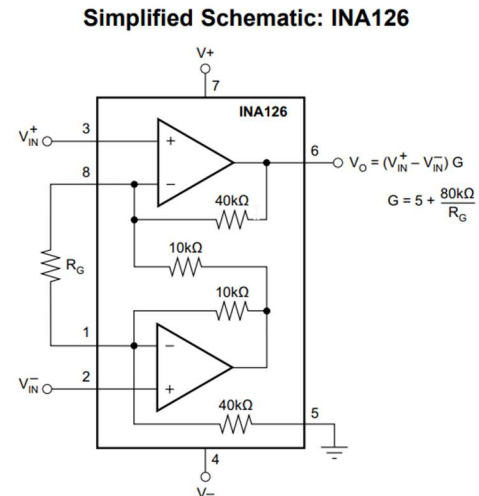 Simplified Schematic: INA126
V+
7
INA126
V+IN
3
6
VO = (V+IN – V–IN) G
8
40kΩ
G = 5 + 80kΩ/RG
10kΩ
RG
10kΩ
1
V–IN
2
40kΩ
5
4
V–